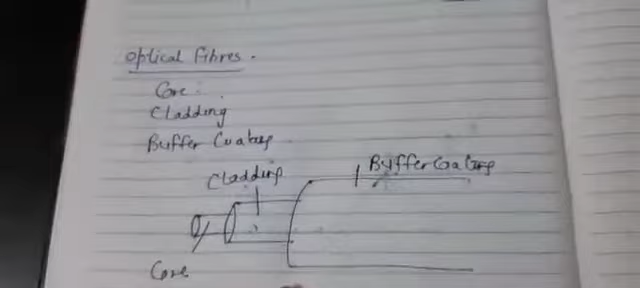 Optical Fibres.
Core
Cladding
Buffer Coating
Cladding
Buffer Coating
Core